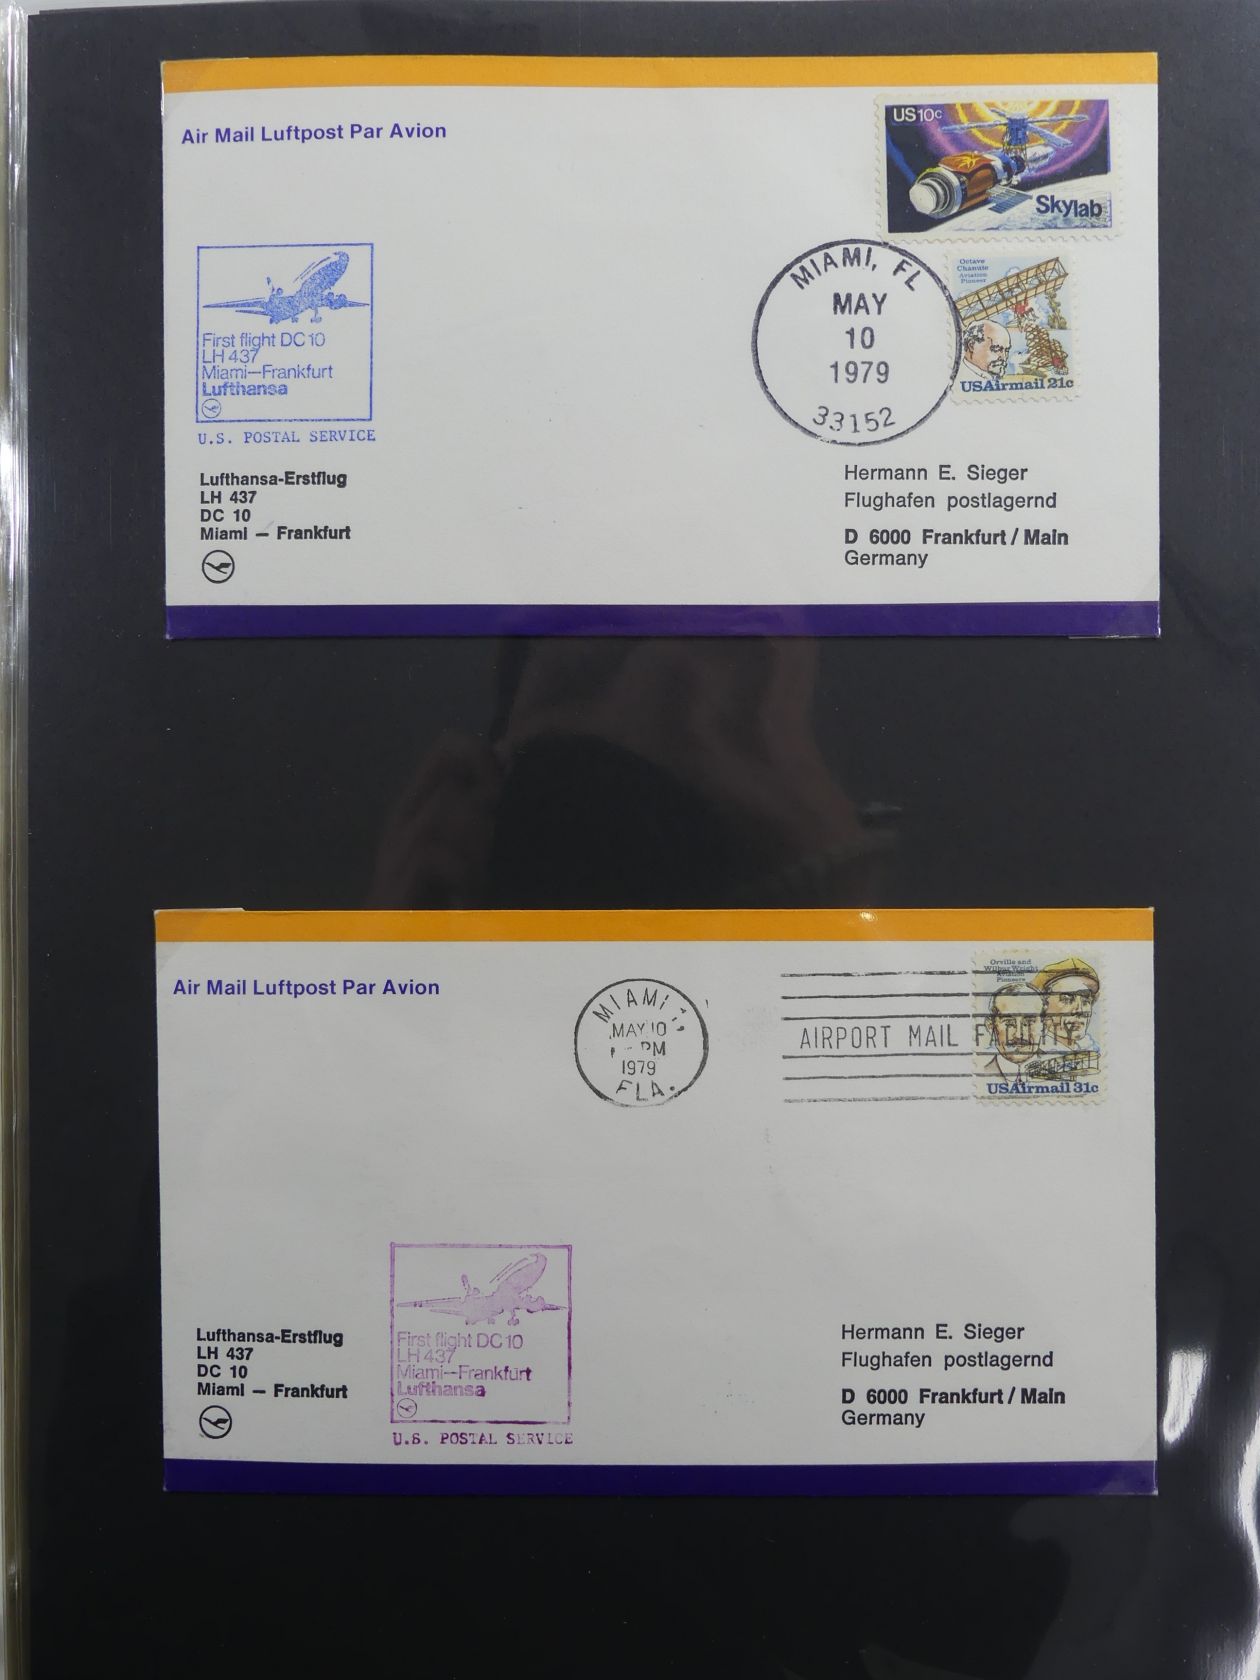 Air Mail Luftpost Par Avion
US 10c
Skylab
Octave
Chanute
Aviation
Pioneer
USAirmail 21c
MIAMI, FL
MAY
10
1979
33152
First flight DC 10
LH 437
Miami–Frankfurt
Lufthansa
U.S. POSTAL SERVICE
Lufthansa-Erstflug
LH 437
DC 10
Miami – Frankfurt
Hermann E. Sieger
Flughafen postlagernd
D 6000 Frankfurt / Main
Germany
Air Mail Luftpost Par Avion
MIAMI
MAY 10
PM
1979
FLA.
AIRPORT MAIL FACILITY
Orville and
Wilbur Wright
Aviation
Pioneers
USAirmail 31c
First flight DC 10
LH 437
Miami–Frankfurt
Lufthansa
U.S. POSTAL SERVICE
Lufthansa-Erstflug
LH 437
DC 10
Miami – Frankfurt
Hermann E. Sieger
Flughafen postlagernd
D 6000 Frankfurt / Main
Germany